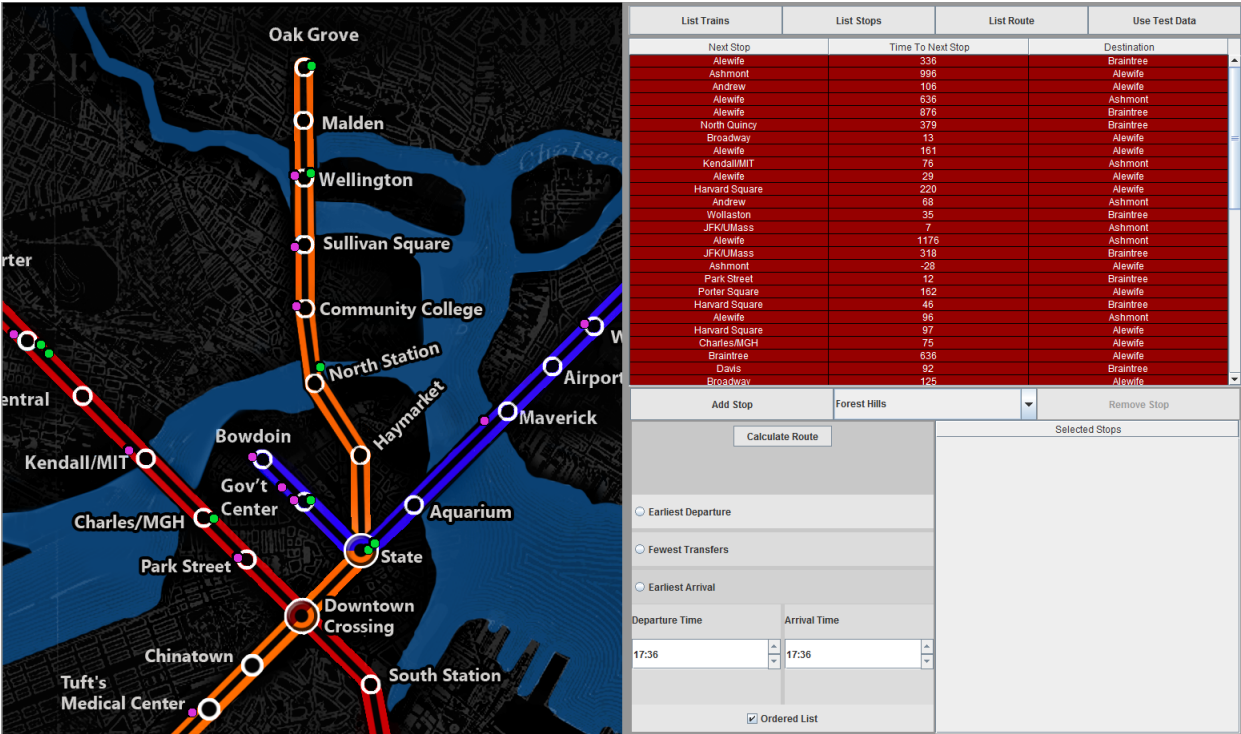 Oak Grove
Malden
Wellington
Chelsea
Sullivan Square
rter
Community College
North Station
W
Airport
entral
Haymarket
Maverick
Bowdoin
Kendall/MIT
Gov't
Center
Aquarium
Charles/MGH
State
Park Street
Downtown
Crossing
Chinatown
South Station
Tuft's
Medical Center
List Trains List Stops List Route Use Test Data
Next Stop Time To Next Stop Destination
Alewife 336 Braintree
Ashmont 996 Alewife
Andrew 106 Alewife
Alewife 636 Ashmont
Alewife 876 Braintree
North Quincy 379 Braintree
Broadway 13 Alewife
Alewife 161 Braintree
Kendall/MIT 76 Ashmont
Alewife 29 Braintree
Harvard Square 220 Braintree
Andrew 68 Ashmont
Wollaston 35 Braintree
JFK/UMass 7 Ashmont
Alewife 1176 Ashmont
JFK/UMass 318 Braintree
Ashmont -28 Alewife
Park Street 12 Braintree
Porter Square 162 Alewife
Harvard Square 46 Braintree
Alewife 96 Ashmont
Harvard Square 97 Alewife
Charles/MGH 75 Alewife
Braintree 636 Alewife
Davis 92 Braintree
Broadway 125 Alewife
Add Stop Forest Hills Remove Stop
Calculate Route Selected Stops
Earliest Departure
Fewest Transfers
Earliest Arrival
Departure Time Arrival Time
17:36 17:36
Ordered List